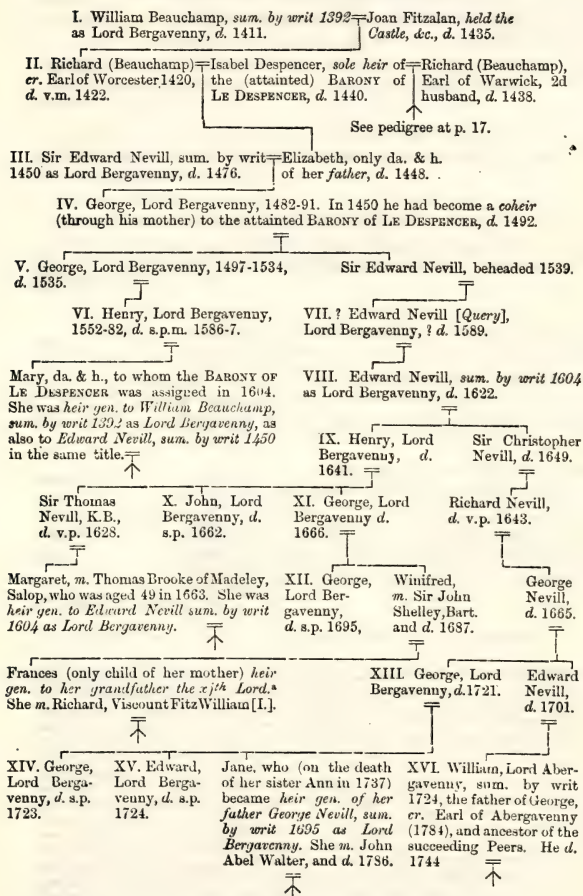 I. William Beauchamp, sum. by writ 1392=Joan Fitzalan, held the
as Lord Bergavenny, d. 1411. Castle, &c., d. 1435.
II. Richard (Beauchamp)=Isabel Despencer, sole heir of=Richard (Beauchamp),
cr. Earl of Worcester 1420, the (attainted) BARONY of Earl of Warwick, 2d
d. v.m. 1422. LE DESPENCER, d. 1440. husband, d. 1438.
See pedigree at p. 17.
III. Sir Edward Nevill, sum. by writ=Elizabeth, only da. & h.
1450 as Lord Bergavenny, d. 1476. of her father, d. 1448.
IV. George, Lord Bergavenny, 1482-91. In 1450 he had become a coheir
(through his mother) to the attainted BARONY of LE DESPENCER, d. 1492.
V. George, Lord Bergavenny, 1497-1534,
d. 1535.
Sir Edward Nevill, beheaded 1539.
VI. Henry, Lord Bergavenny,
1552-82, d. s.p.m. 1586-7.
VII. ? Edward Nevill [Query],
Lord Bergavenny, ? d. 1589.
Mary, da. & h., to whom the BARONY OF
LE DESPENCER was assigned in 1604.
She was heir gen. to William Beauchamp,
sum. by writ 1392 as Lord Bergavenny, as
also to Edward Nevill, sum. by writ 1450
in the same title.
VIII. Edward Nevill, sum. by writ 1604
as Lord Bergavenny, d. 1622.
IX. Henry, Lord
Bergavenny, d.
1641.
Sir Christopher
Nevill, d. 1649.
Sir Thomas
Nevill, K.B.,
d. v.p. 1628.
X. John, Lord
Bergavenny, d.
s.p. 1662.
XI. George, Lord
Bergavenny d.
1666.
Richard Nevill,
d. v.p. 1643.
Margaret, m. Thomas Brooke of Madeley,
Salop, who was aged 49 in 1663. She was
heir gen. to Edward Nevill sum. by writ
1604 as Lord Bergavenny.
XII. George,
Lord Ber-
gavenny,
d. s.p. 1695,
Winifred,
m. Sir John
Shelley, Bart.
and d. 1687.
George
Nevill,
d. 1665.
Frances (only child of her mother) heir
gen. to her grandfather the xjth Lord.a
She m. Richard, Viscount FitzWilliam [I.].
XIII. George, Lord
Bergavenny, d. 1721.
Edward
Nevill,
d. 1701.
XIV. George,
Lord Berga-
venny, d. s.p.
1723.
XV. Edward,
Lord Berga-
venny, d. s.p.
1724.
Jane, who (on the death
of her sister Ann in 1737)
became heir gen. of her
father George Nevill, sum.
by writ 1695 as Lord
Bergavenny. She m. John
Abel Walter, and d. 1786.
XVI. William, Lord Aber-
gavenny, sum. by writ
1724, the father of George,
cr. Earl of Abergavenny
(1784), and ancestor of the
succeeding Peers. He d.
1744